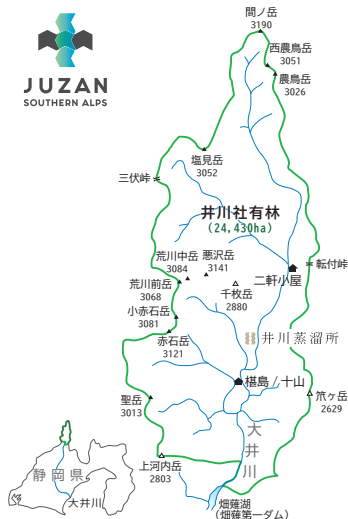 間ノ岳
3190
西農鳥岳
3051
農鳥岳
3026
JUZAN
SOUTHERN ALPS
塩見岳
3052
三伏峠
井川社有林
(24,430ha)
荒川中岳
3084
悪沢岳
3141
転付峠
二軒小屋
荒川前岳
3068
千枚岳
2880
小赤石岳
3081
赤石岳
3121
井川蒸溜所
椹島/十山
聖岳
3013
笊ヶ岳
2629
大井川
上河内岳
2803
静岡県
大井川
畑薙湖
(畑薙第一ダム)